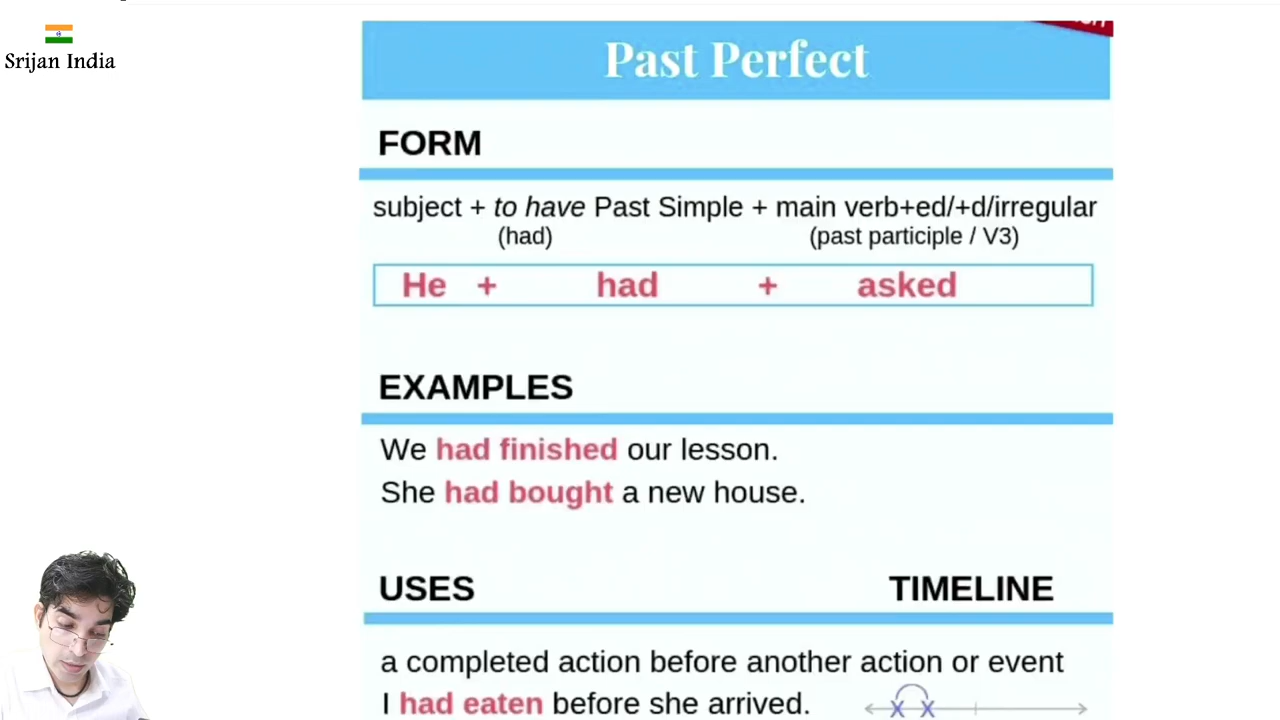 Srijan India
Past Perfect
FORM
subject + to have Past Simple + main verb+ed/+d/irregular
(had) (past participle / V3)
He + had + asked
EXAMPLES
We had finished our lesson.
She had bought a new house.
USES TIMELINE
a completed action before another action or event
I had eaten before she arrived. x x